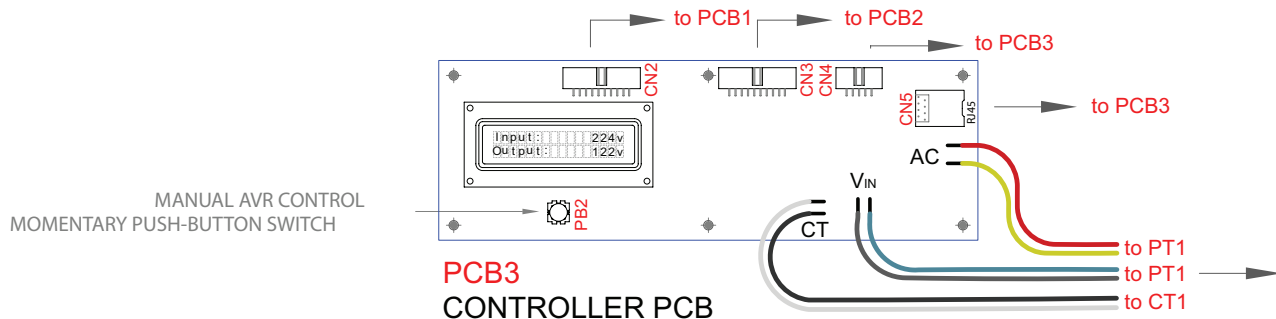 to PCB1
to PCB2
to PCB3
CN2
CN3
CN4
CN5
RJ45
to PCB3
Input: 224v
Output: 122v
AC
VIN
CT
MANUAL AVR CONTROL
MOMENTARY PUSH-BUTTON SWITCH
PB2
to PT1
to PT1
to CT1
PCB3
CONTROLLER PCB